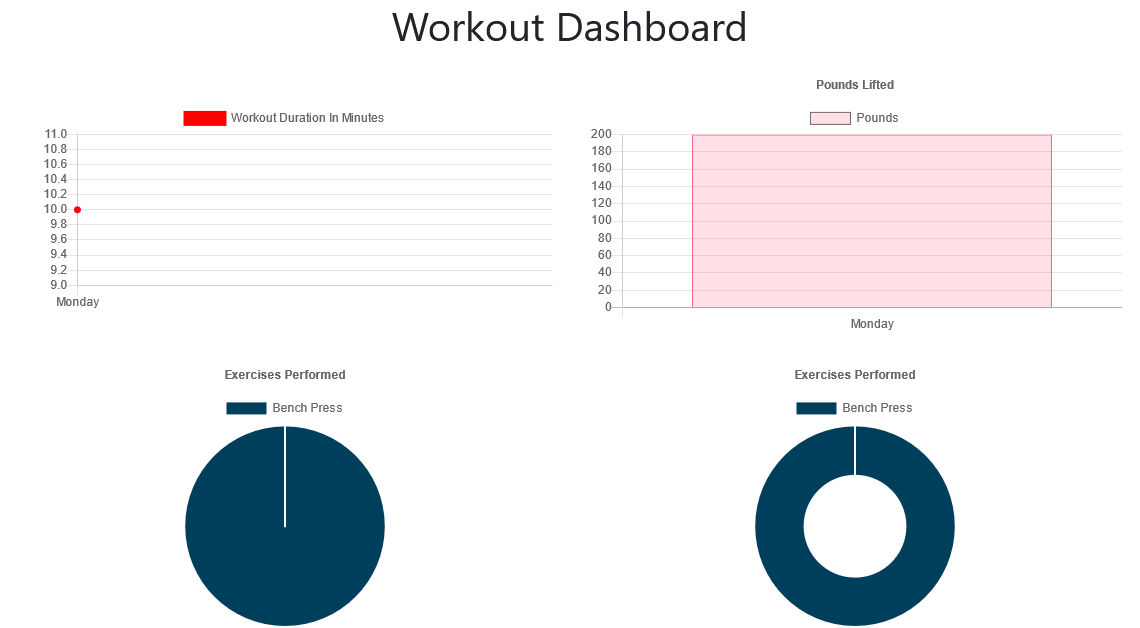 Workout Dashboard
Workout Duration In Minutes
11.0
10.8
10.6
10.4
10.2
10.0
9.8
9.6
9.4
9.2
9.0
Monday
Pounds Lifted
Pounds
200
180
160
140
120
100
80
60
40
20
0
Monday
Exercises Performed
Bench Press
Exercises Performed
Bench Press